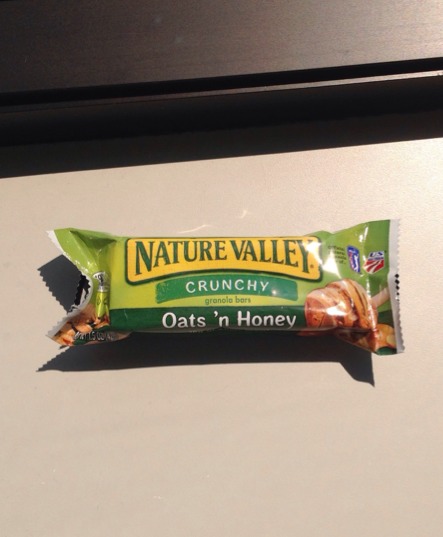 NATURE VALLEY
CRUNCHY
granola bars
Oats 'n Honey